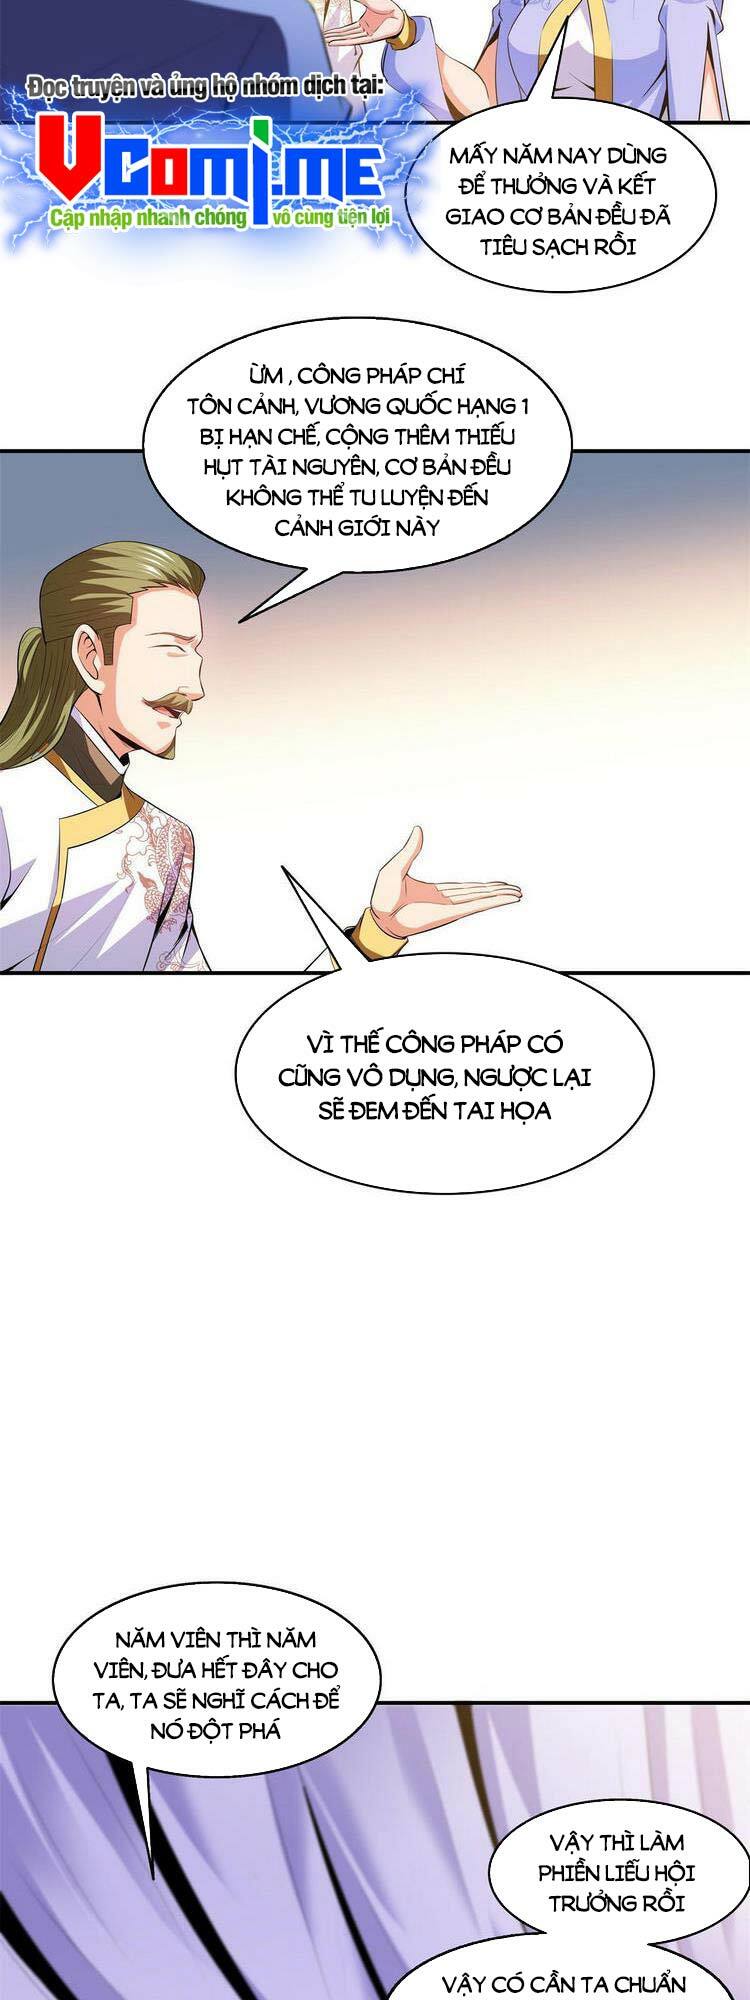 Đọc truyện và ủng hộ nhóm dịch tại:
VComi.me
Cập nhập nhanh chóng vô cùng tiện lợi
MẤY NĂM NAY DÙNG
ĐỂ THƯỞNG VÀ KẾT
GIAO CƠ BẢN ĐỀU ĐÃ
TIÊU SẠCH RỒI
ỪM , CÔNG PHÁP CHÍ
TÔN CẢNH, VƯƠNG QUỐC HẠNG 1
BỊ HẠN CHẾ, CỘNG THÊM THIẾU
HỤT TÀI NGUYÊN, CƠ BẢN ĐỀU
KHÔNG THỂ TU LUYỆN ĐẾN
CẢNH GIỚI NÀY
VÌ THẾ CÔNG PHÁP CÓ
CŨNG VÔ DỤNG, NGƯỢC LẠI
SẼ ĐEM ĐẾN TAI HỌA
NĂM VIÊN THÌ NĂM
VIÊN, ĐƯA HẾT ĐÂY CHO
TA, TA SẼ NGHĨ CÁCH ĐỂ
NÓ ĐỘT PHÁ
VẬY THÌ LÀM
PHIỀN LIẾU HỘI
TRƯỞNG RỒI
VẬY CÓ CẦN TA CHUẨN